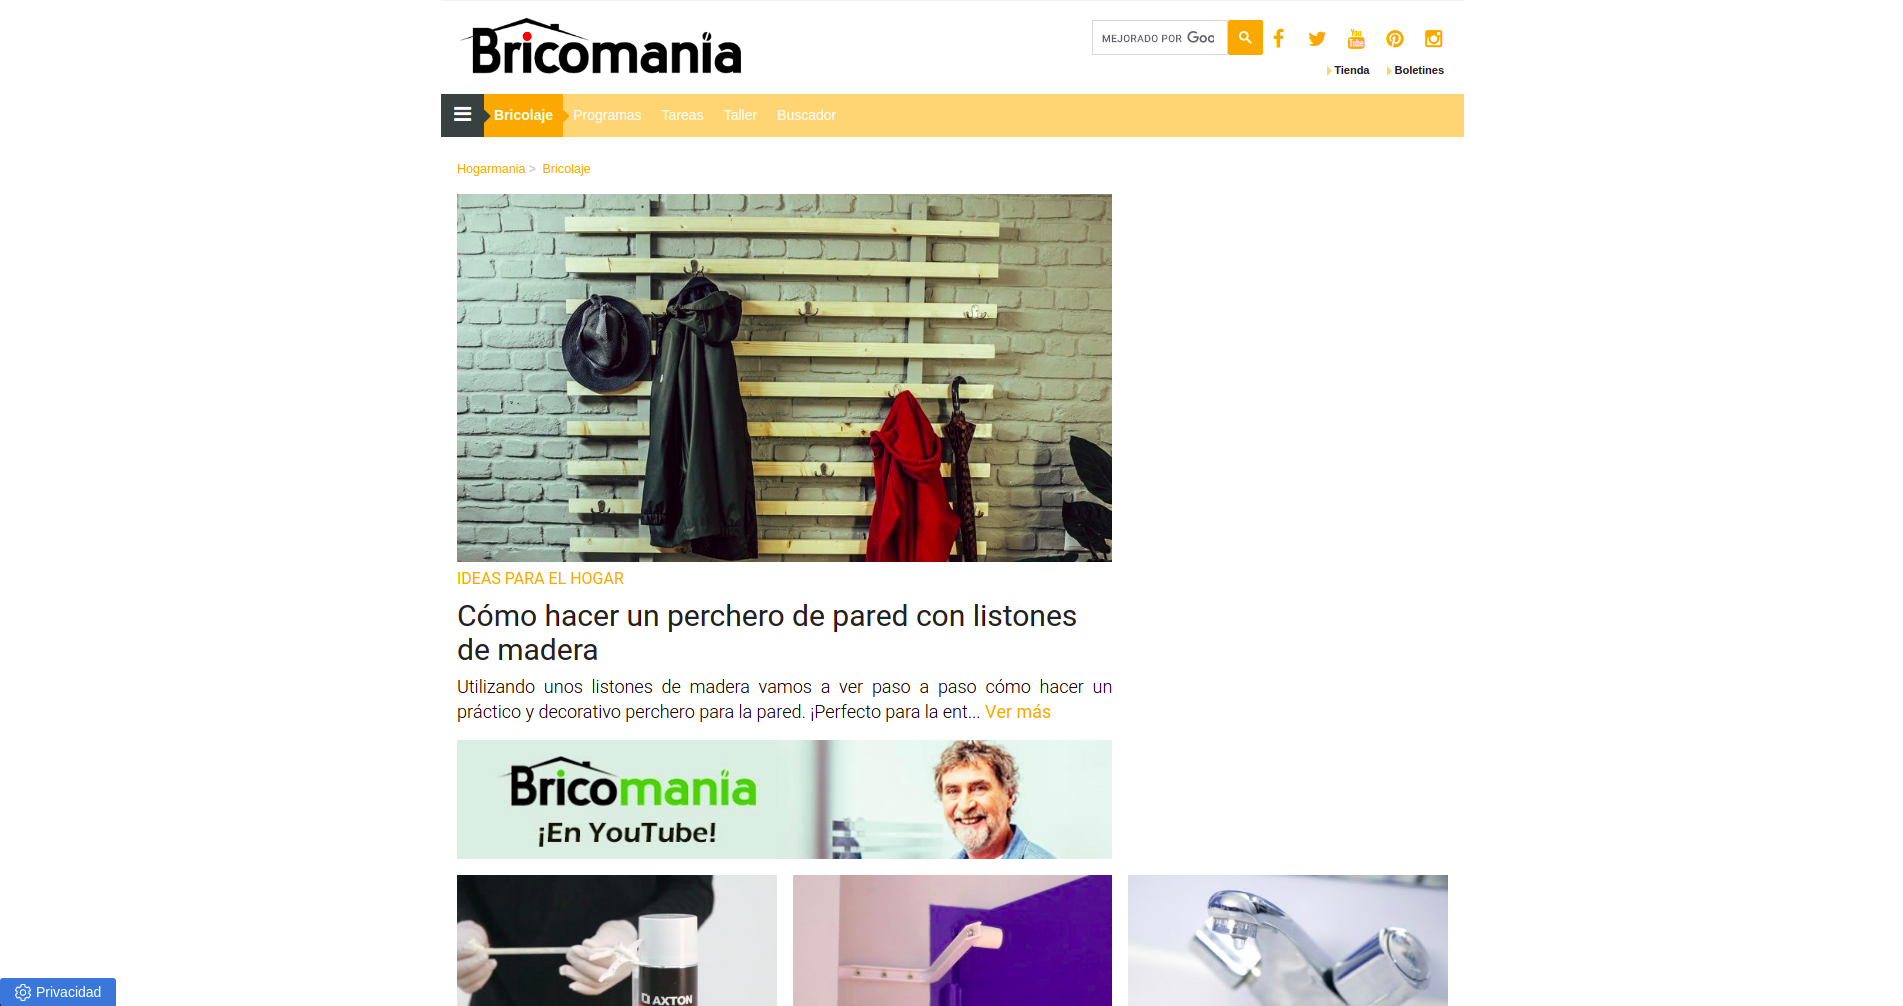 Bricomanía
MEJORADO POR Goo
Tienda
Boletines
Bricolaje
Programas
Tareas
Taller
Buscador
Hogarmania > Bricolaje
IDEAS PARA EL HOGAR
Cómo hacer un perchero de pared con listones
de madera
Utilizando unos listones de madera vamos a ver paso a paso cómo hacer un
práctico y decorativo perchero para la pared. ¡Perfecto para la ent... Ver más
Bricomanía
¡En YouTube!
AXTON
Privacidad